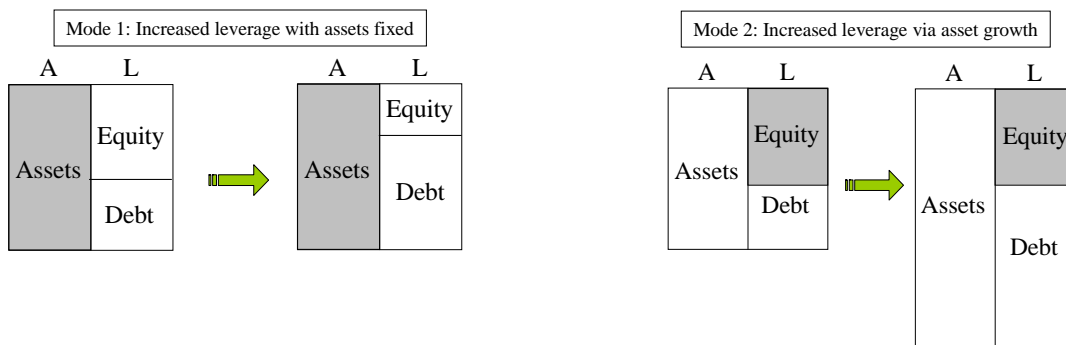 Mode 1: Increased leverage with assets fixed
A L
Assets
Equity
Debt
A L
Assets
Equity
Debt
Mode 2: Increased leverage via asset growth
A L
Assets
Equity
Debt
A L
Assets
Equity
Debt